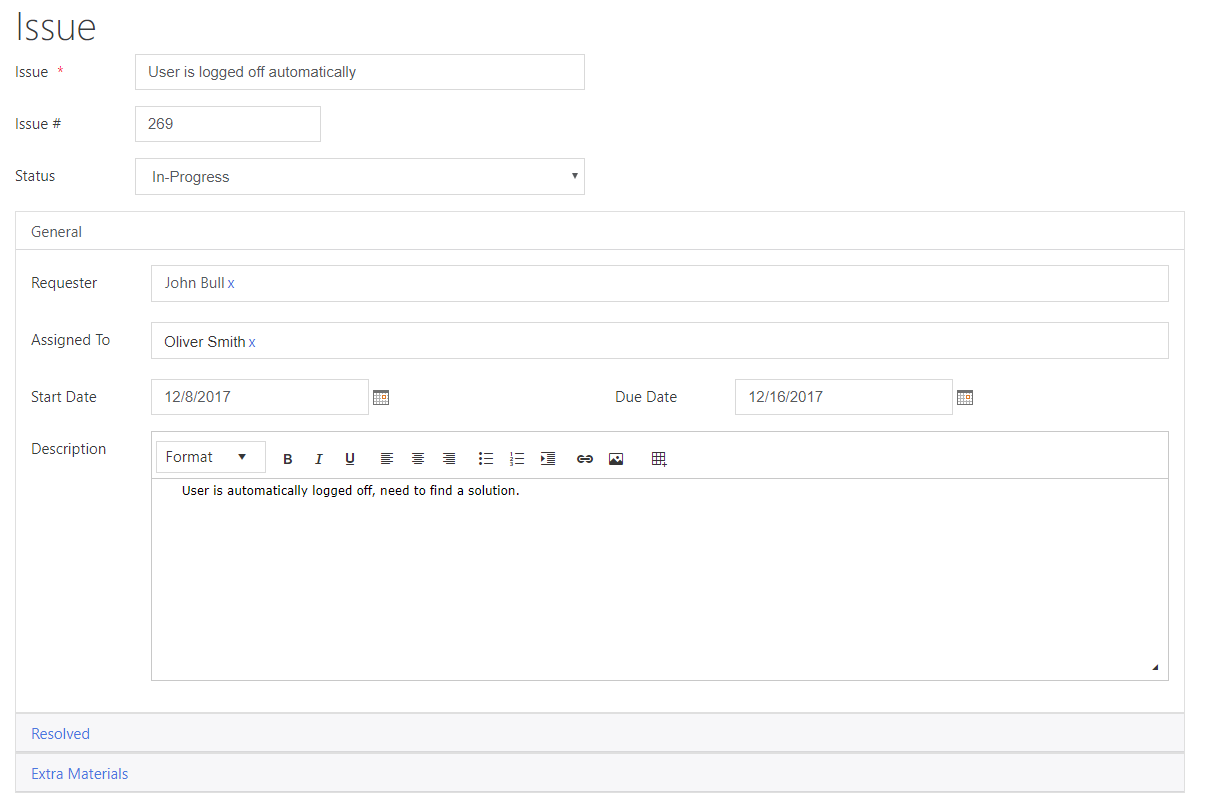 Issue
Issue * User is logged off automatically
Issue # 269
Status In-Progress
General
Requester John Bull x
Assigned To Oliver Smith x
Start Date 12/8/2017 Due Date 12/16/2017
Description Format B I U
User is automatically logged off, need to find a solution.
Resolved
Extra Materials